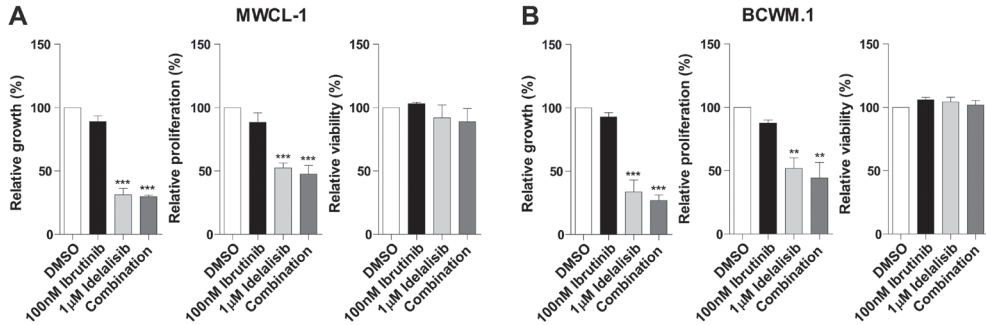 A
MWCL-1
Relative growth (%)
150
100
50
0
***
***
DMSO
100nM Ibrutinib
1µM Idelalisib
Combination
Relative proliferation (%)
150
100
50
0
***
***
DMSO
100nM Ibrutinib
1µM Idelalisib
Combination
Relative viability (%)
150
100
50
0
DMSO
100nM Ibrutinib
1µM Idelalisib
Combination
B
BCWM.1
Relative growth (%)
150
100
50
0
***
***
DMSO
100nM Ibrutinib
1µM Idelalisib
Combination
Relative proliferation (%)
150
100
50
0
**
**
DMSO
100nM Ibrutinib
1µM Idelalisib
Combination
Relative viability (%)
150
100
50
0
DMSO
100nM Ibrutinib
1µM Idelalisib
Combination